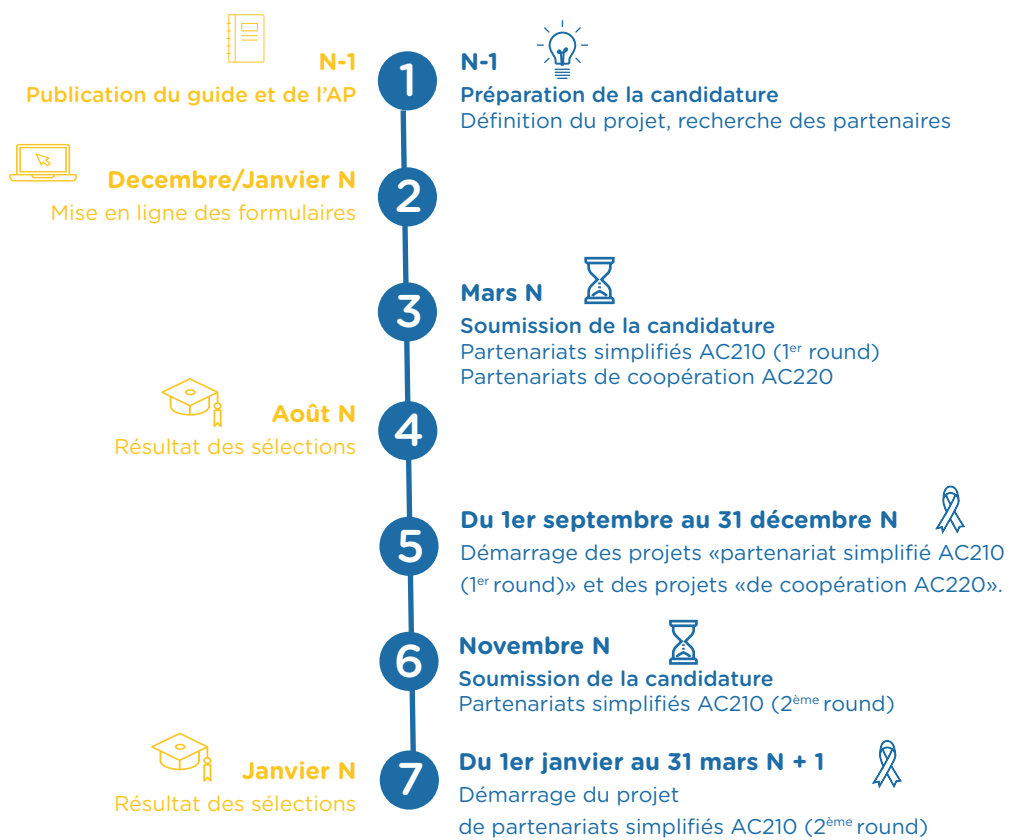 N-1
Publication du guide et de l'AP
1
N-1
Préparation de la candidature
Définition du projet, recherche des partenaires
Decembre/Janvier N
Mise en ligne des formulaires
2
3
Mars N
Soumission de la candidature
Partenariats simplifiés AC210 (1er round)
Partenariats de coopération AC220
Août N
Résultat des sélections
4
5
Du 1er septembre au 31 décembre N
Démarrage des projets «partenariat simplifié AC210
(1er round)» et des projets «de coopération AC220».
6
Novembre N
Soumission de la candidature
Partenariats simplifiés AC210 (2ème round)
Janvier N
Résultat des sélections
7
Du 1er janvier au 31 mars N + 1
Démarrage du projet
de partenariats simplifiés AC210 (2ème round)